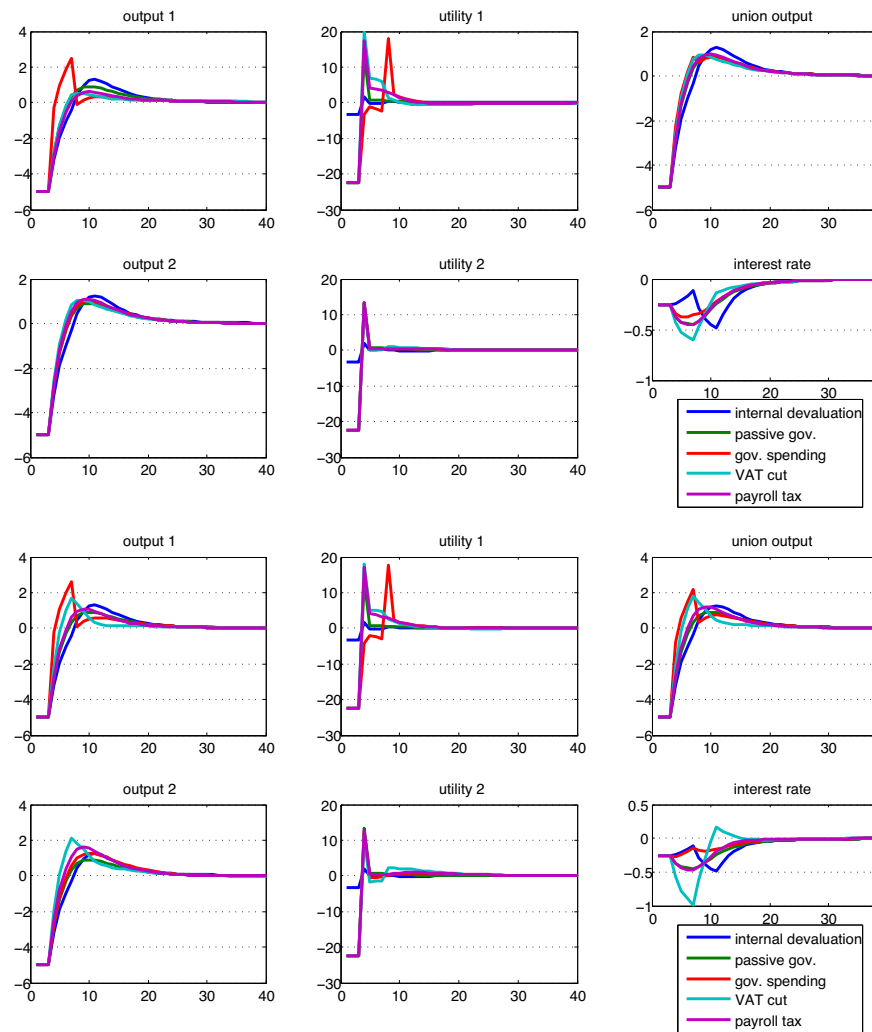 output 1
utility 1
union output
4
2
0
−2
−4
−6
0 10 20 30 40
20
10
0
−10
−20
−30
0 10 20 30 40
2
0
−2
−4
−6
0 10 20 30
output 2
utility 2
interest rate
2
0
−2
−4
−6
0 10 20 30 40
20
10
0
−10
−20
−30
0 10 20 30 40
0
−0.5
−1
0 10 20 30
internal devaluation
passive gov.
gov. spending
VAT cut
payroll tax
output 1
utility 1
union output
4
2
0
−2
−4
−6
0 10 20 30 40
20
10
0
−10
−20
−30
0 10 20 30 40
4
2
0
−2
−4
−6
0 10 20 30
output 2
utility 2
interest rate
4
2
0
−2
−4
−6
0 10 20 30 40
20
10
0
−10
−20
−30
0 10 20 30 40
0.5
0
−0.5
−1
0 10 20 30
internal devaluation
passive gov.
gov. spending
VAT cut
payroll tax